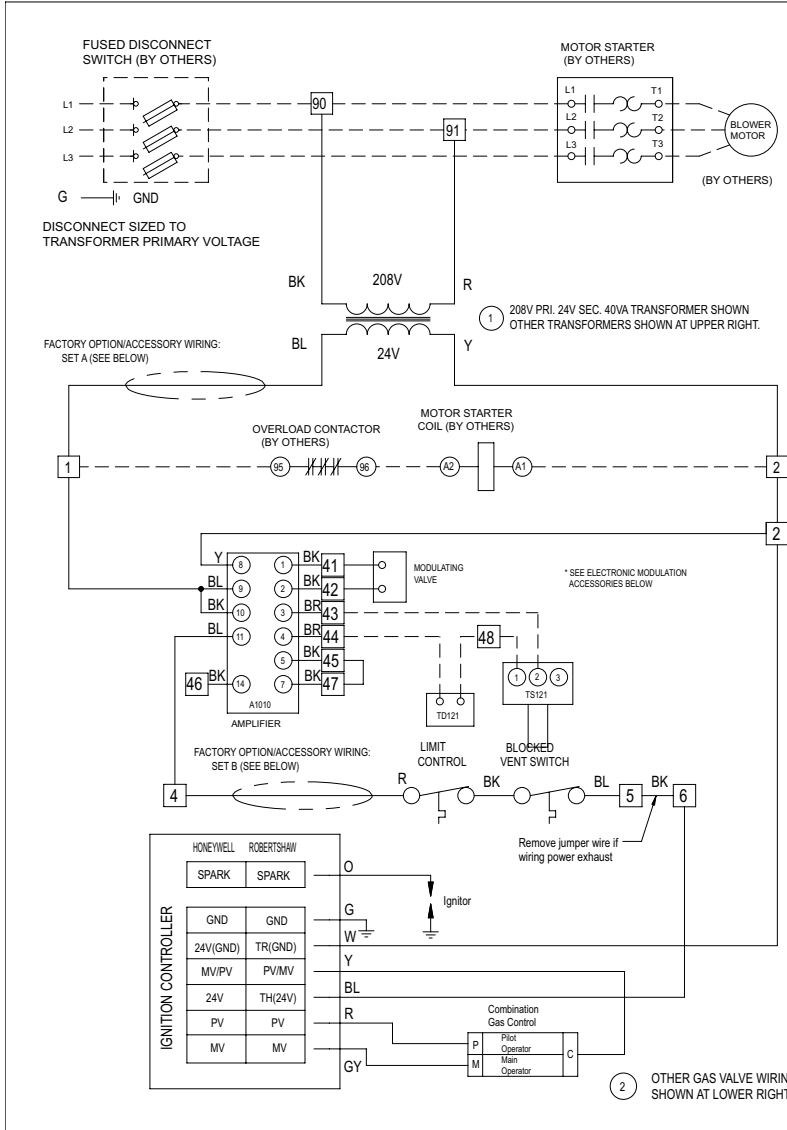 FUSED DISCONNECT
SWITCH (BY OTHERS)
MOTOR STARTER
(BY OTHERS)
L1
L2
L3
90
91
L1
L2
L3
T1
T2
T3
BLOWER
MOTOR
(BY OTHERS)
G
GND
DISCONNECT SIZED TO
TRANSFORMER PRIMARY VOLTAGE
BK
208V
R
1
208V PRI. 24V SEC. 40VA TRANSFORMER SHOWN
OTHER TRANSFORMERS SHOWN AT UPPER RIGHT.
BL
24V
Y
FACTORY OPTION/ACCESSORY WIRING:
SET A (SEE BELOW)
OVERLOAD CONTACTOR
(BY OTHERS)
MOTOR STARTER
COIL (BY OTHERS)
1
95
96
A2
A1
2
2
Y
8
1
BK
41
BL
9
2
BK
42
MODULATING
VALVE
* SEE ELECTRONIC MODULATION
ACCESSORIES BELOW
BK
10
3
BR
43
BL
11
4
BR
44
48
5
BK
45
46
BK
14
7
BK
47
A1010
AMPLIFIER
1
2
3
TS121
TD121
LIMIT
CONTROL
BLOCKED
VENT SWITCH
FACTORY OPTION/ACCESSORY WIRING:
SET B (SEE BELOW)
4
R
BK
BL
5
BK
6
Remove jumper wire if
wiring power exhaust
IGNITION CONTROLLER
HONEYWELL
ROBERTSHAW
SPARK
SPARK
O
Ignitor
GND
GND
G
24V(GND)
TR(GND)
W
MV/PV
PV/MV
Y
24V
TH(24V)
BL
PV
PV
R
MV
MV
GY
Combination
Gas Control
P
Pilot
Operator
M
Main
Operator
C
2
OTHER GAS VALVE WIRIN
SHOWN AT LOWER RIGHT